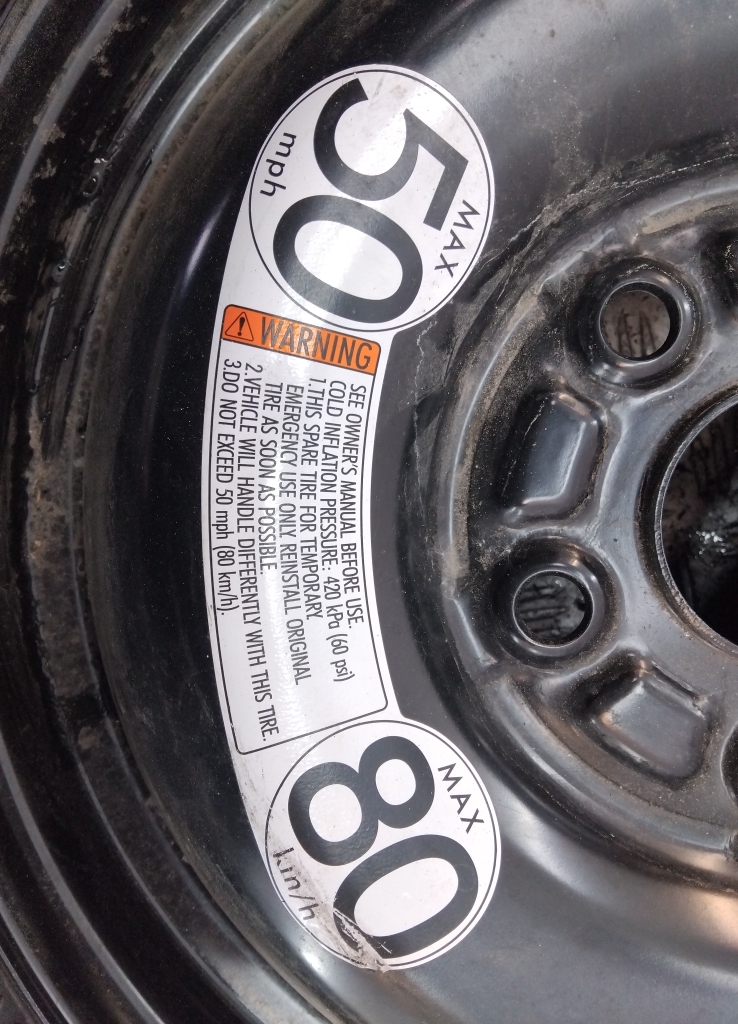 MAX
50
mph
WARNING
SEE OWNER'S MANUAL BEFORE USE.
COLD INFLATION PRESSURE: 420 kPa (60 psi)
1.THIS SPARE TIRE FOR TEMPORARY
EMERGENCY USE ONLY REINSTALL ORIGINAL
TIRE AS SOON AS POSSIBLE.
2.VEHICLE WILL HANDLE DIFFERENTLY WITH THIS TIRE.
3.DO NOT EXCEED 50 mph (80 km/h).
MAX
80
km/h